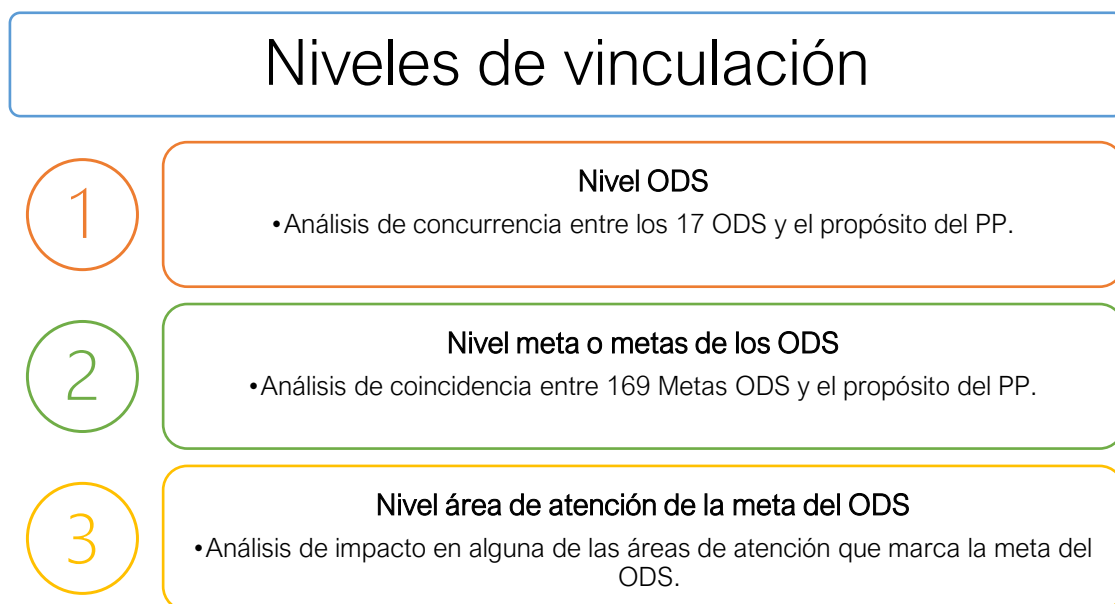 Niveles de vinculación
1
Nivel ODS
•Análisis de concurrencia entre los 17 ODS y el propósito del PP.
2
Nivel meta o metas de los ODS
•Análisis de coincidencia entre 169 Metas ODS y el propósito del PP.
3
Nivel área de atención de la meta del ODS
•Análisis de impacto en alguna de las áreas de atención que marca la meta del
ODS.